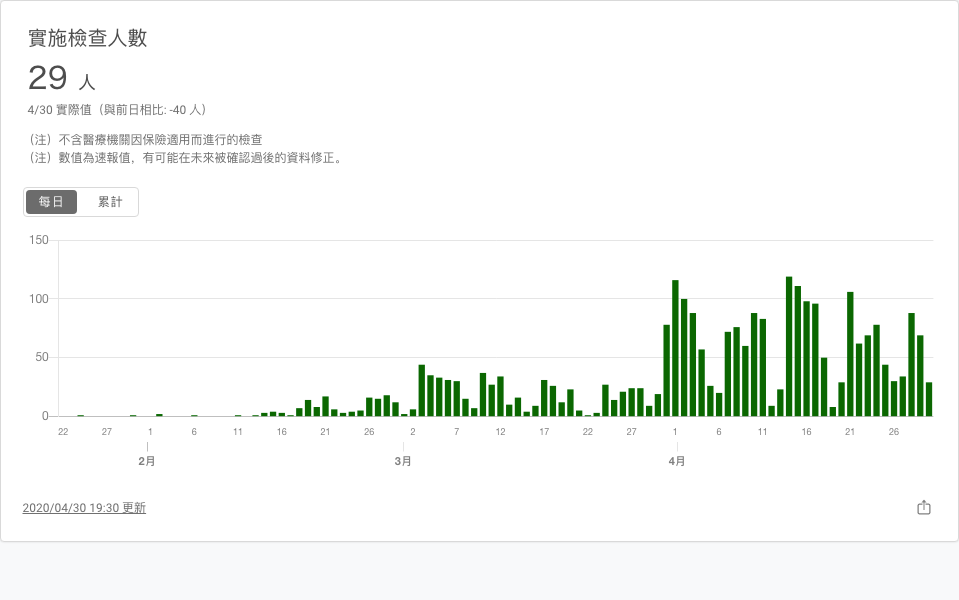 實施檢查人數
29 人
4/30 實際值（與前日相比: -40 人）
（注）不含醫療機關因保險適用而進行的檢查
（注）數值為速報值，有可能在未來被確認過後的資料修正。
每日 累計
150
100
50
0
22 27 1 6 11 16 21 26 2 7 12 17 22 27 1 6 11 16 21 26
2月 3月 4月
2020/04/30 19:30 更新